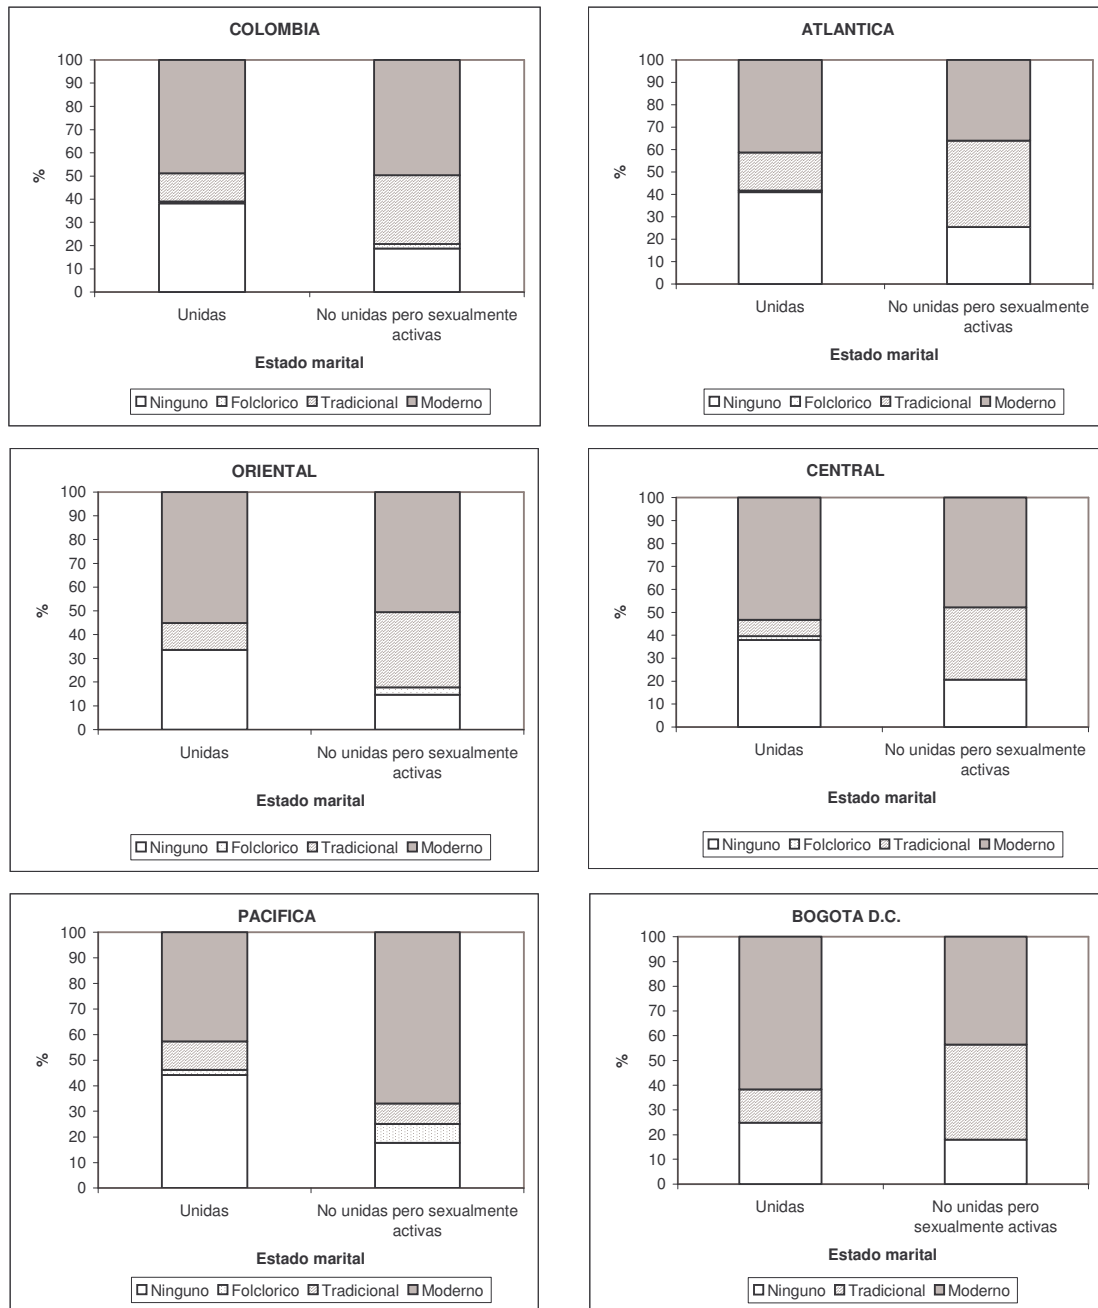 COLOMBIA
100
90
80
70
60
50
40
30
20
10
0
%
Unidas
No unidas pero sexualmente
activas
Estado marital
Ninguno Folclorico Tradicional Moderno
ATLANTICA
100
90
80
70
60
50
40
30
20
10
0
%
Unidas
No unidas pero sexualmente
activas
Estado marital
Ninguno Folclorico Tradicional Moderno
ORIENTAL
100
90
80
70
60
50
40
30
20
10
0
%
Unidas
No unidas pero sexualmente
activas
Estado marital
Ninguno Folclorico Tradicional Moderno
CENTRAL
100
90
80
70
60
50
40
30
20
10
0
%
Unidas
No unidas pero sexualmente
activas
Estado marital
Ninguno Folclorico Tradicional Moderno
PACIFICA
100
90
80
70
60
50
40
30
20
10
0
%
Unidas
No unidas pero sexualmente
activas
Estado marital
Ninguno Folclorico Tradicional Moderno
BOGOTA D.C.
100
90
80
70
60
50
40
30
20
10
0
%
Unidas
No unidas pero
sexualmente activas
Estado marital
Ninguno Tradicional Moderno